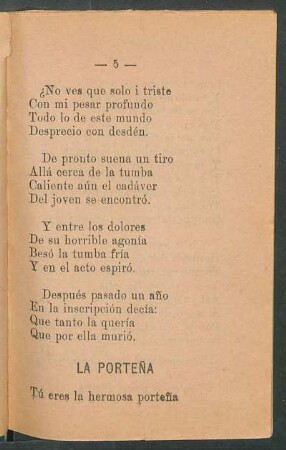 — 5 —
¿No ves que solo i triste
Con mi pesar profundo
Todo lo de este mundo
Desprecio con desdén.
De pronto suena un tiro
Allá cerca de la tumba
Caliente aún el cadáver
Del joven se encontró.
Y entre los dolores
De su horrible agonía
Besó la tumba fría
Y en el acto espiró.
Después pasado un año
En la inscripción decía:
Que tanto la quería
Que por ella murió.
LA PORTEÑA
Tú eres la hermosa porteña